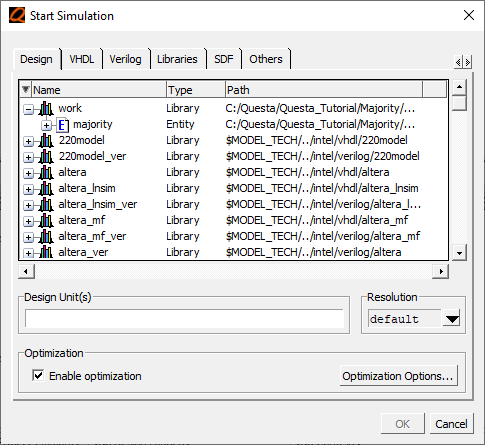 Start Simulation
Design VHDL Verilog Libraries SDF Others
Name Type Path
work Library C:/Questa/Questa_Tutorial/Majority/...
E majority Entity C:/Questa/Questa_Tutorial/Majority/...
220model Library $MODEL_TECH/../intel/vhdl/220model
220model_ver Library $MODEL_TECH/../intel/verilog/220model
altera Library $MODEL_TECH/../intel/vhdl/altera
altera_lnsim Library $MODEL_TECH/../intel/vhdl/altera_lnsim
altera_lnsim_ver Library $MODEL_TECH/../intel/verilog/altera_l...
altera_mf Library $MODEL_TECH/../intel/vhdl/altera_mf
altera_mf_ver Library $MODEL_TECH/../intel/verilog/altera_mf
altera_ver Library $MODEL_TECH/../intel/verilog/altera
Design Unit(s) Resolution
default
Optimization
Enable optimization Optimization Options...
OK Cancel